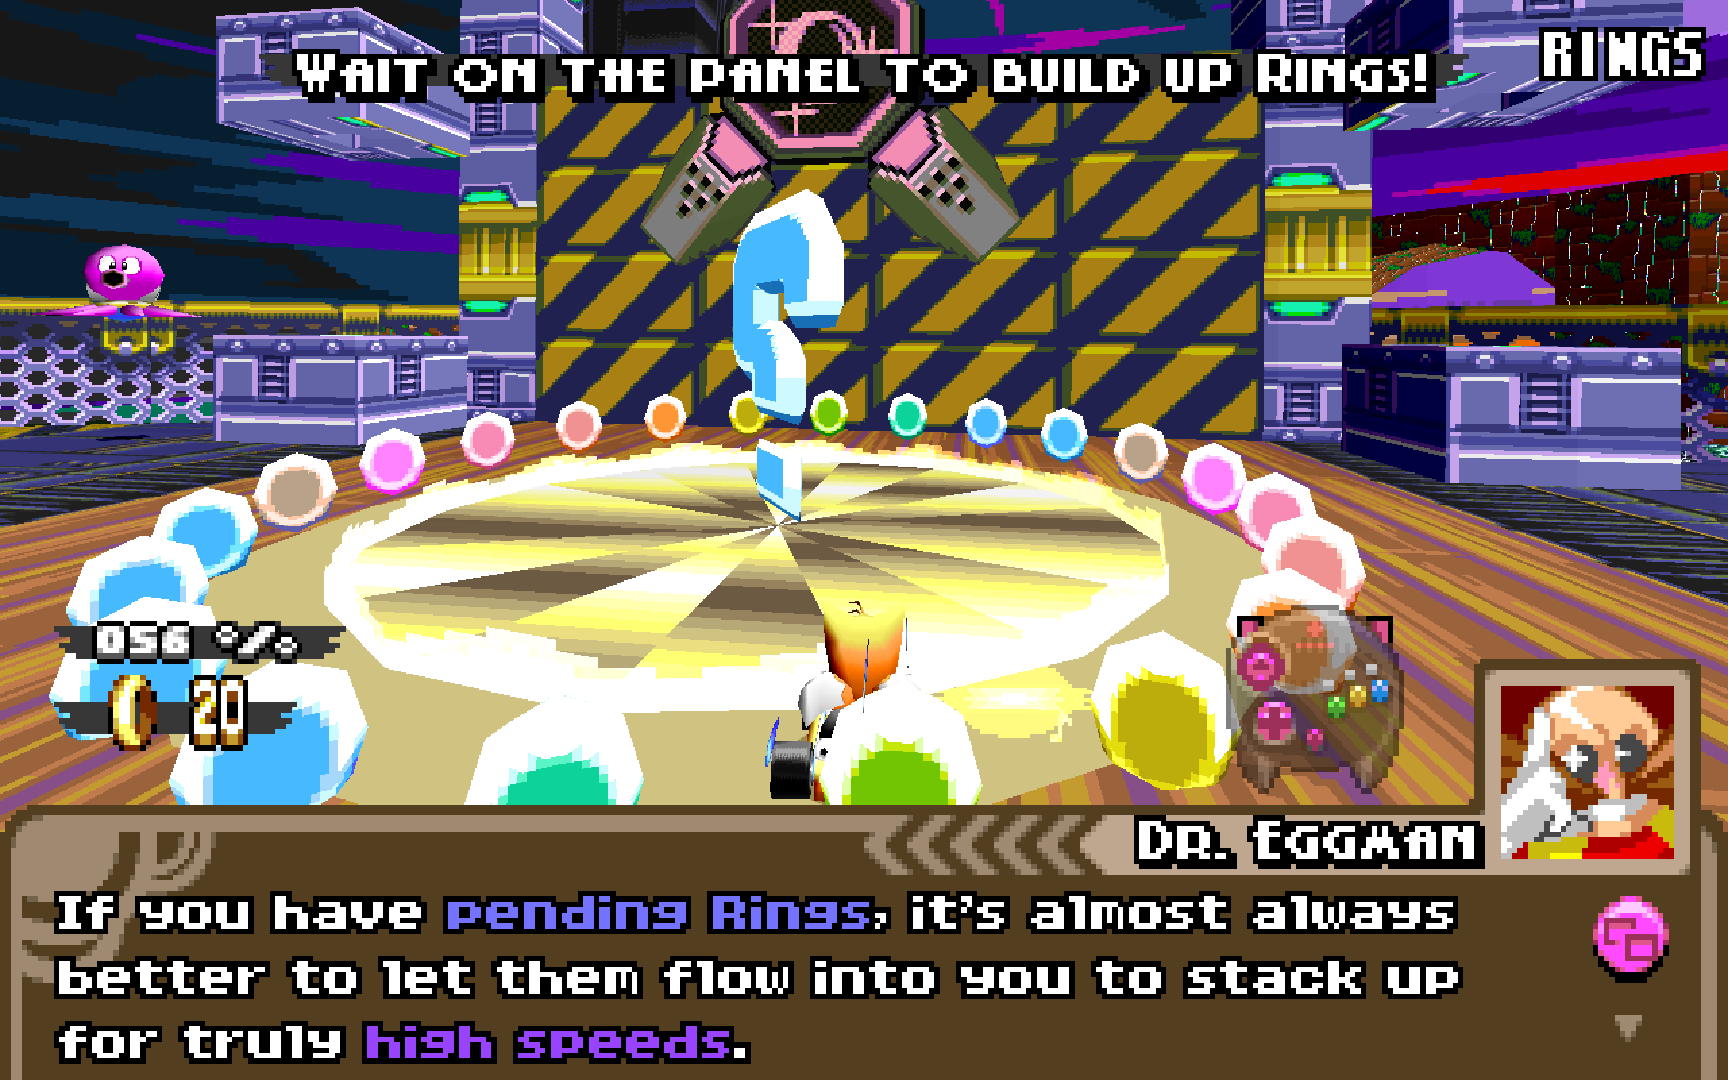 Wait on the panel to build up Rings!
RINGS
056 %
20
Dr. Eggman
If you have pending Rings, it's almost always
better to let them flow into you to stack up
for truly high speeds.